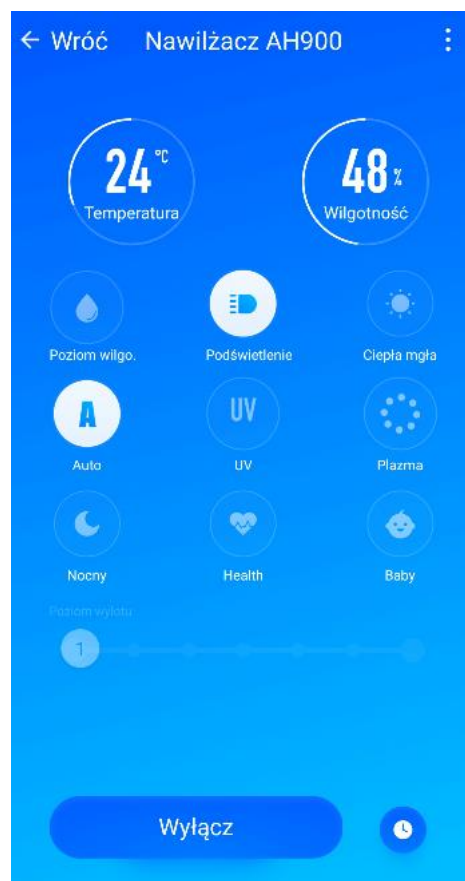 ← Wróć Nawilżacz AH900
24 °C
Temperatura
48 %
Wilgotność
Poziom wilgo.
Podświetlenie
Ciepła mgła
A
UV
Auto
UV
Plazma
Nocny
Health
Baby
Poziom wylotu
1
Wyłącz